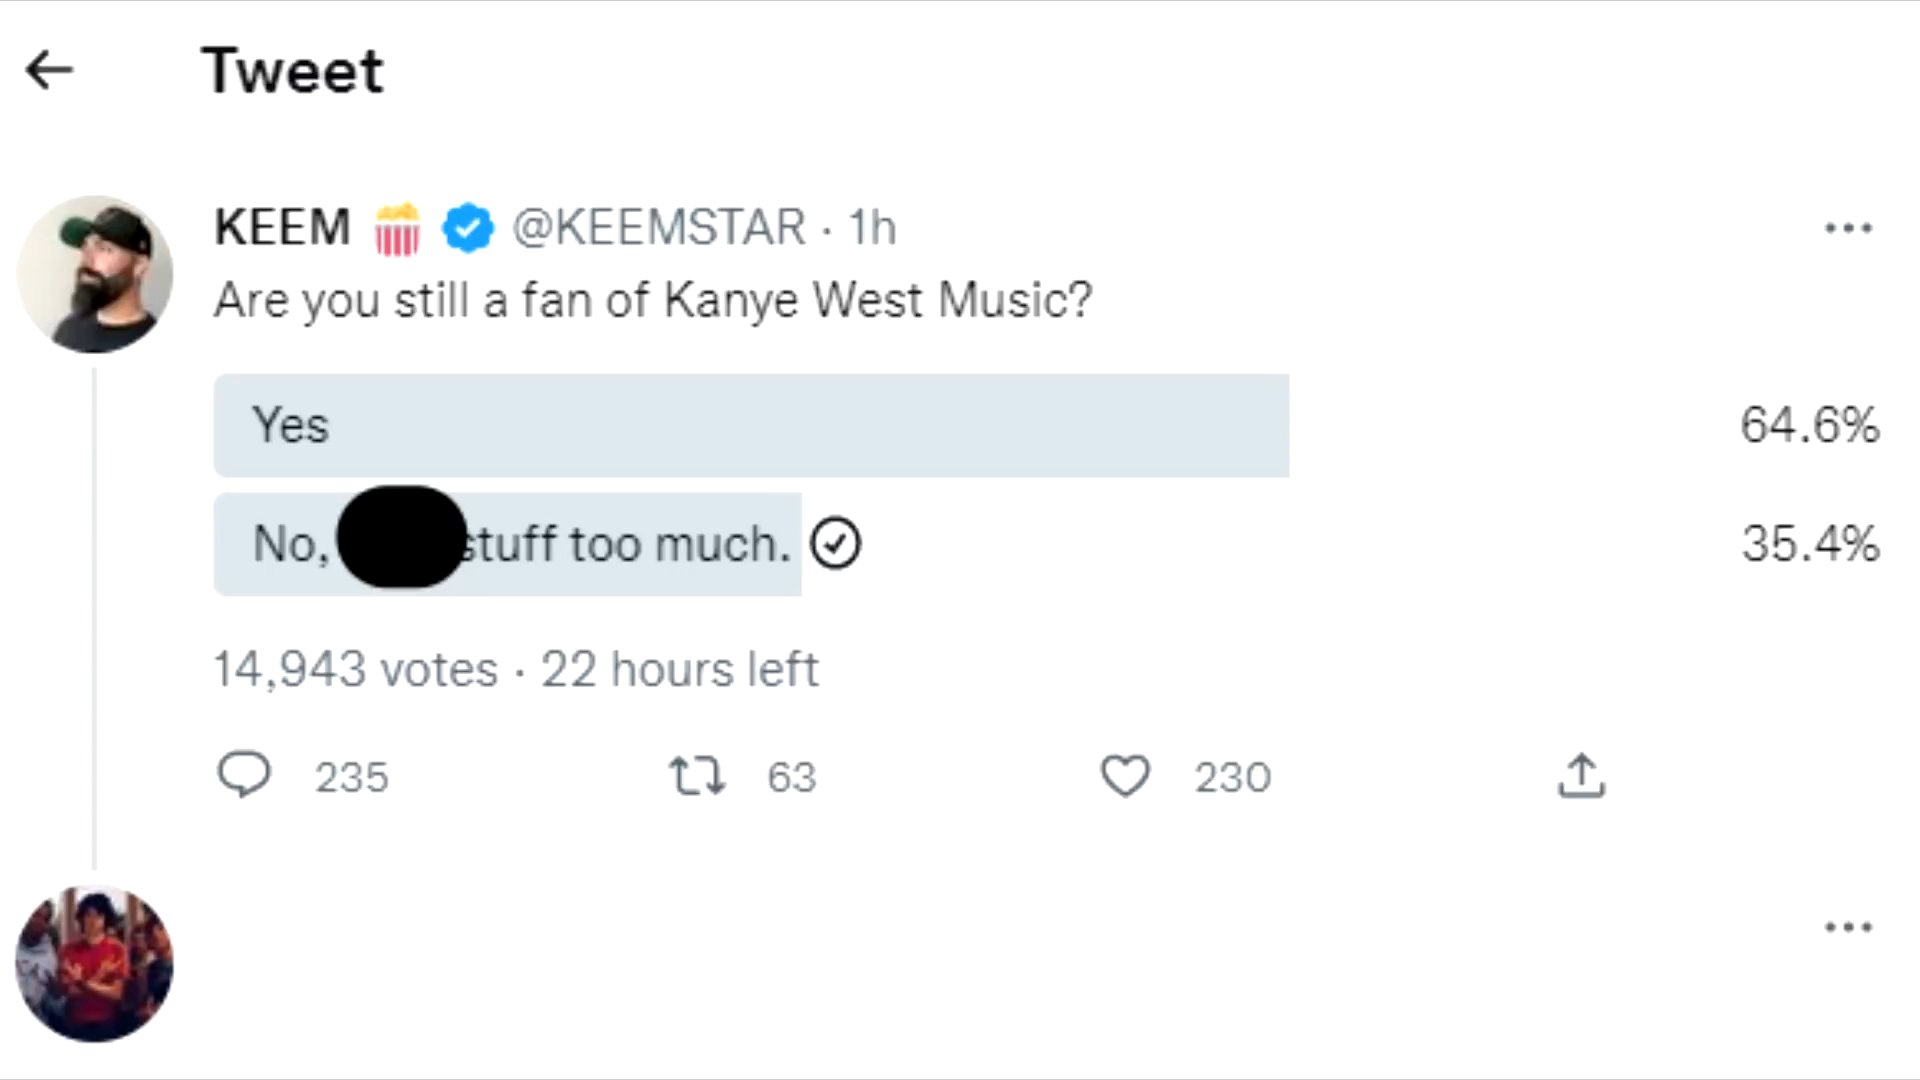 Tweet
KEEM 🍿 @KEEMSTAR · 1h
Are you still a fan of Kanye West Music?
Yes 64.6%
No, stuff too much. 35.4%
14,943 votes · 22 hours left
235 63 230